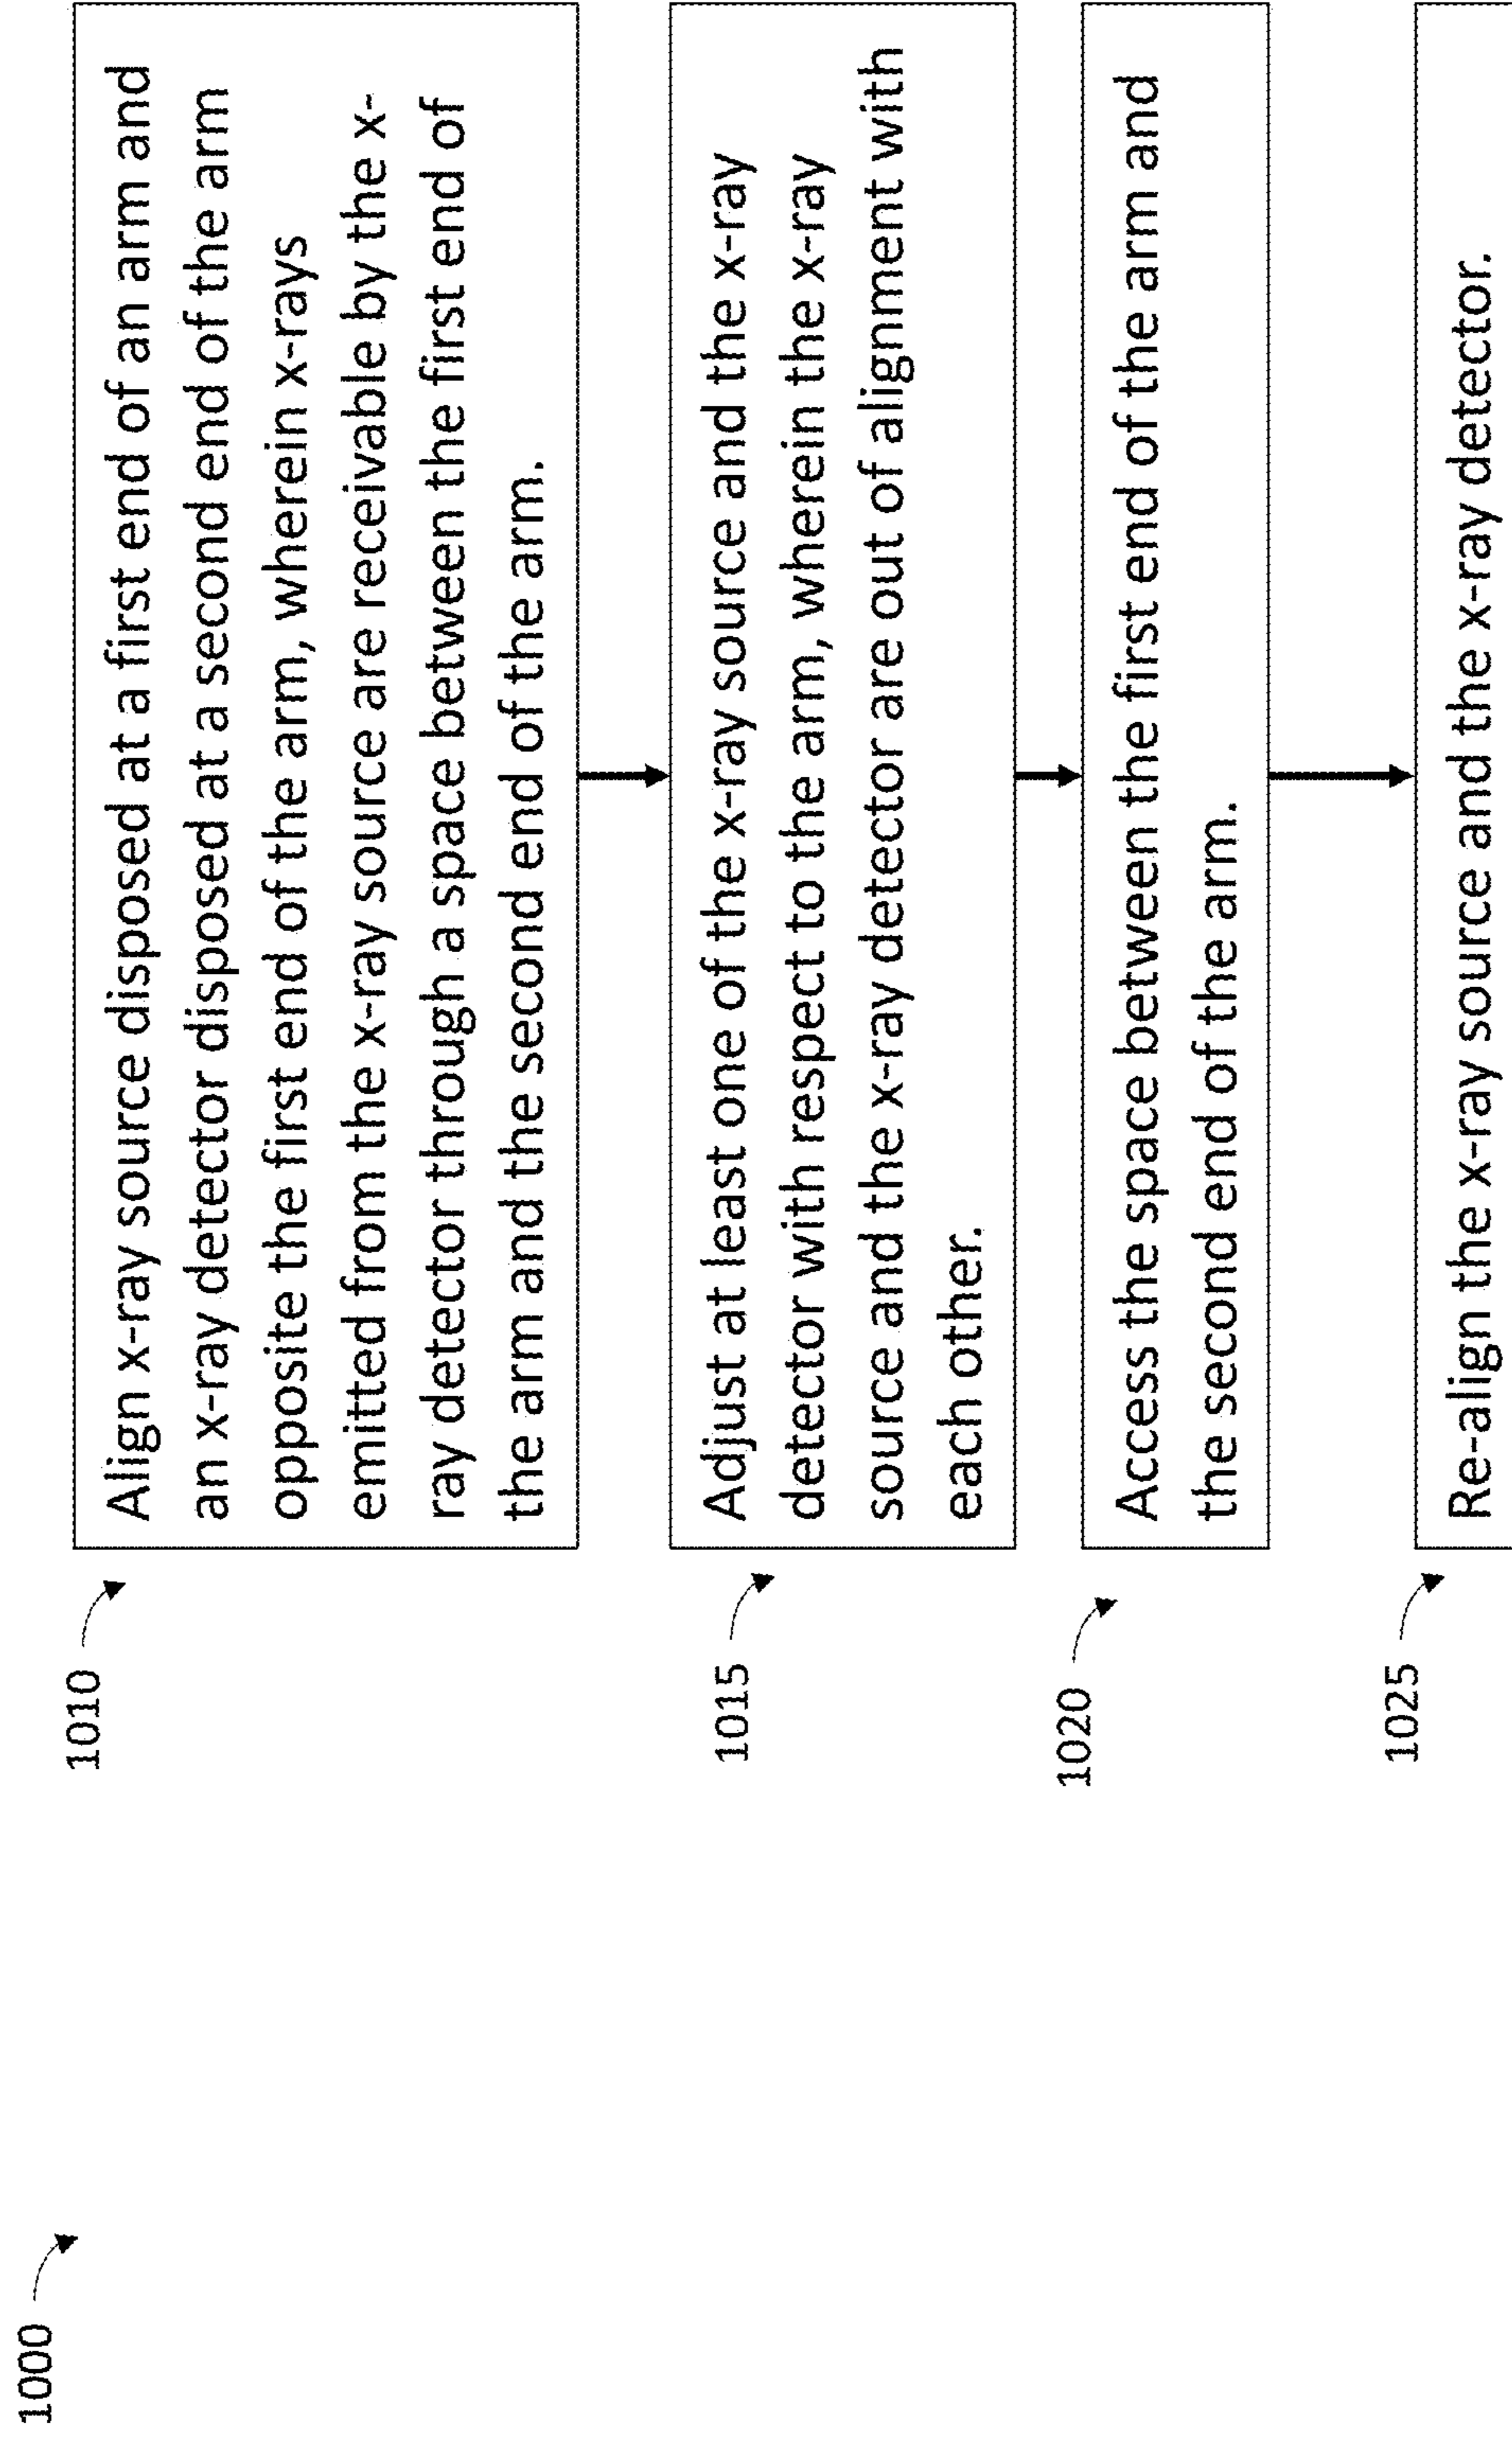 1000
1010
Align x-ray source disposed at a first end of an arm and
an x-ray detector disposed at a second end of the arm
opposite the first end of the arm, wherein x-rays
emitted from the x-ray source are receivable by the x-
ray detector through a space between the first end of
the arm and the second end of the arm.
1015
Adjust at least one of the x-ray source and the x-ray
detector with respect to the arm, wherein the x-ray
source and the x-ray detector are out of alignment with
each other.
1020
Access the space between the first end of the arm and
the second end of the arm.
1025
Re-align the x-ray source and the x-ray detector.